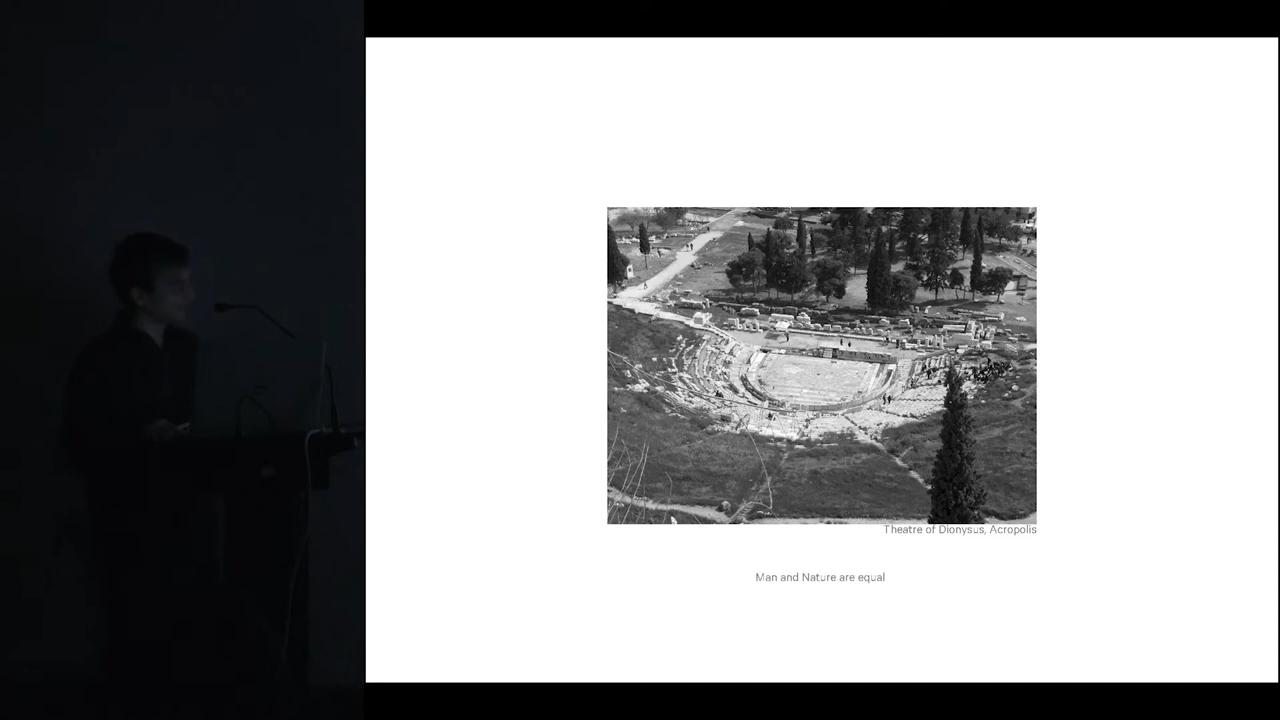 Theatre of Dionysus, Acropolis
Man and Nature are equal